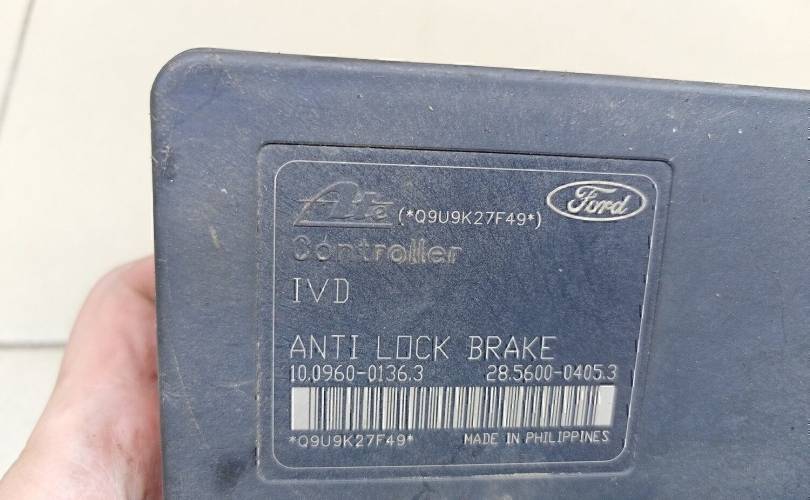 Ate (*Q9U9K27F49*) Ford
Controller
IVD
ANTI LOCK BRAKE
10.0960-0136.3 28.5600-0405.3
*Q9U9K27F49* MADE IN PHILIPPINES